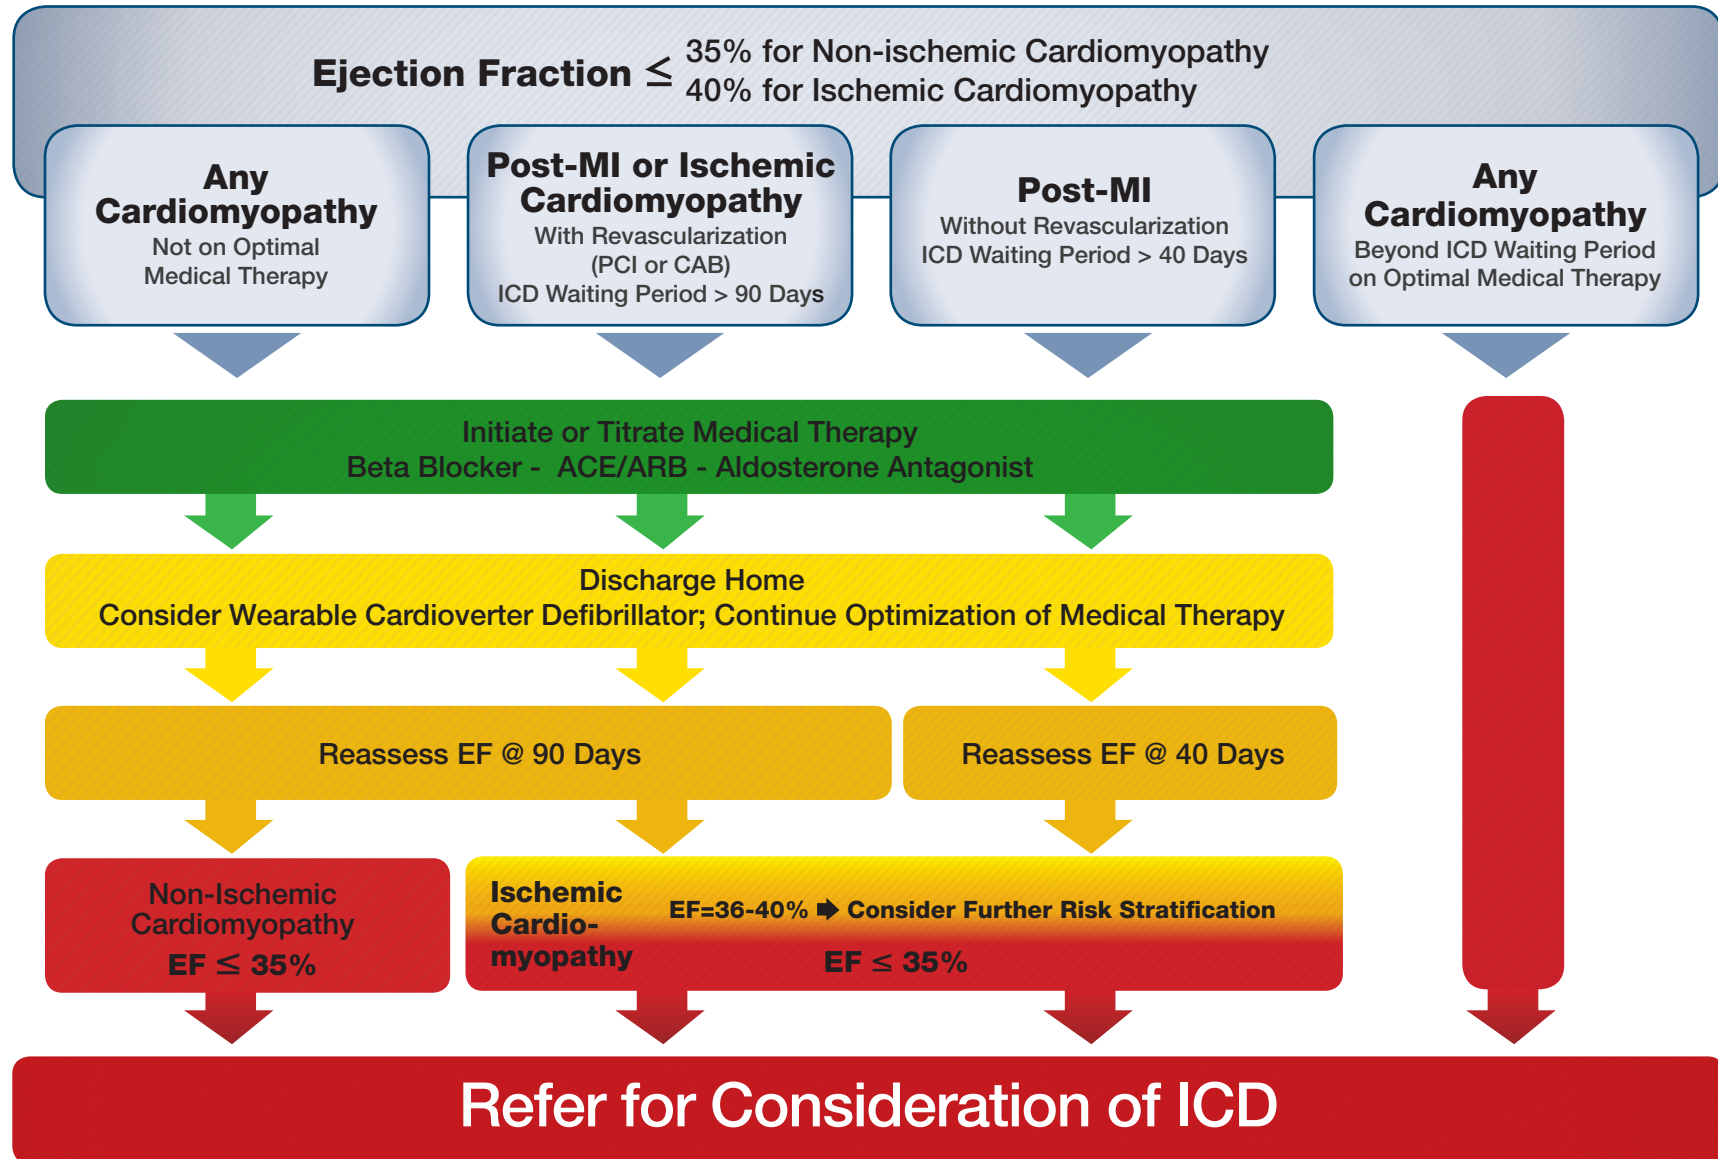 Ejection Fraction ≤
35% for Non-ischemic Cardiomyopathy
40% for Ischemic Cardiomyopathy
Any
Cardiomyopathy
Not on Optimal
Medical Therapy
Post-MI or Ischemic
Cardiomyopathy
With Revascularization
(PCI or CAB)
ICD Waiting Period > 90 Days
Post-MI
Without Revascularization
ICD Waiting Period > 40 Days
Any
Cardiomyopathy
Beyond ICD Waiting Period
on Optimal Medical Therapy
Initiate or Titrate Medical Therapy
Beta Blocker - ACE/ARB - Aldosterone Antagonist
Discharge Home
Consider Wearable Cardioverter Defibrillator; Continue Optimization of Medical Therapy
Reassess EF @ 90 Days
Reassess EF @ 40 Days
Non-Ischemic
Cardiomyopathy
EF ≤ 35%
Ischemic
Cardio-
myopathy
EF=36-40% ➡ Consider Further Risk Stratification
EF ≤ 35%
Refer for Consideration of ICD